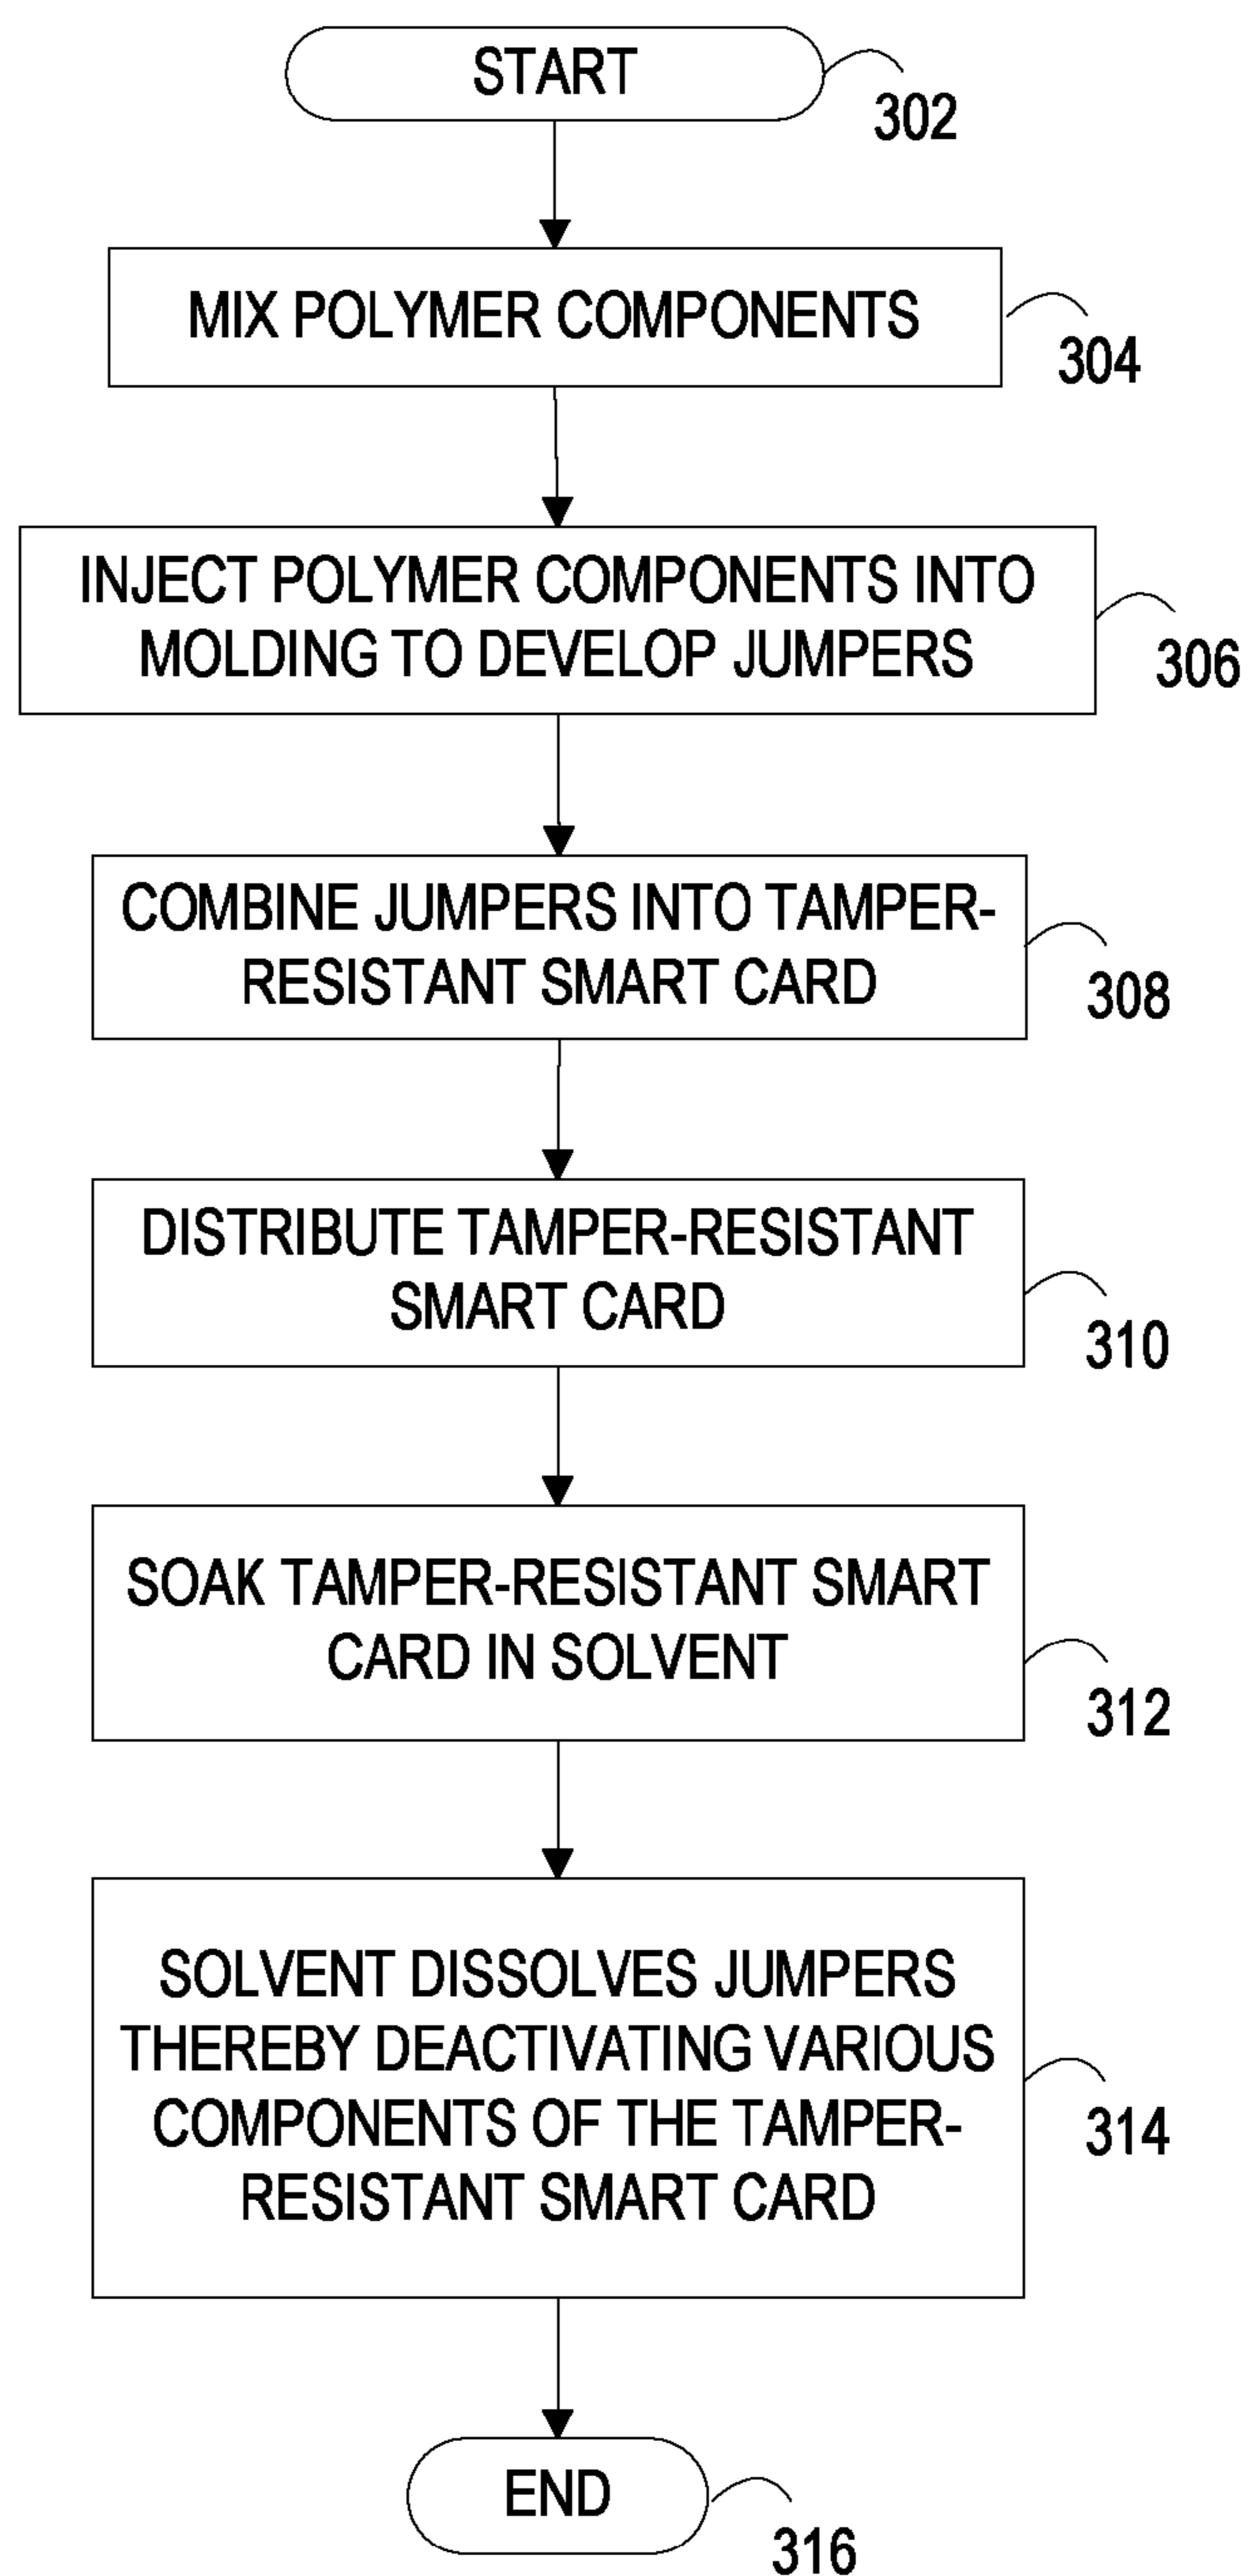 START
302
MIX POLYMER COMPONENTS
304
INJECT POLYMER COMPONENTS INTO
MOLDING TO DEVELOP JUMPERS
306
COMBINE JUMPERS INTO TAMPER-
RESISTANT SMART CARD
308
DISTRIBUTE TAMPER-RESISTANT
SMART CARD
310
SOAK TAMPER-RESISTANT SMART
CARD IN SOLVENT
312
SOLVENT DISSOLVES JUMPERS
THEREBY DEACTIVATING VARIOUS
COMPONENTS OF THE TAMPER-
RESISTANT SMART CARD
314
END
316